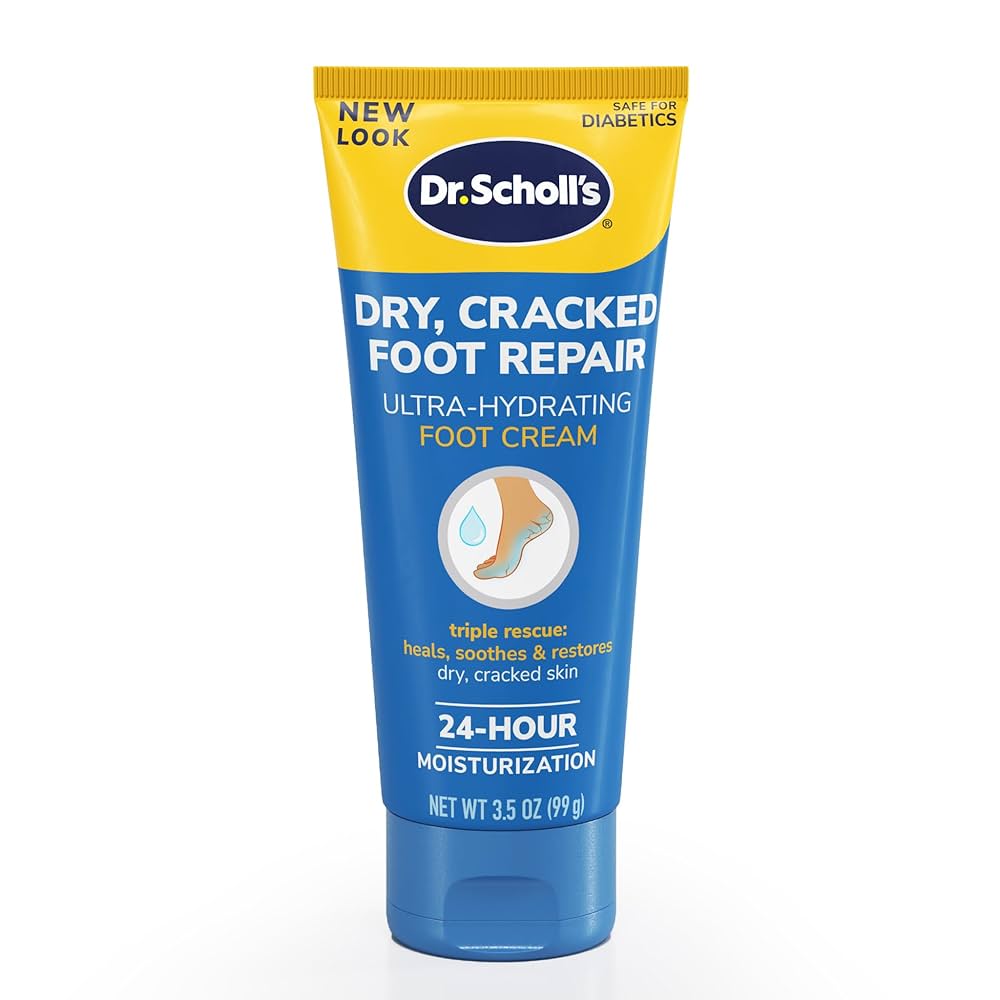 NEW
LOOK
SAFE FOR
DIABETICS
Dr.Scholl's
®
DRY, CRACKED
FOOT REPAIR
ULTRA-HYDRATING
FOOT CREAM
triple rescue:
heals, soothes & restores
dry, cracked skin
24-HOUR
MOISTURIZATION
NET WT 3.5 OZ (99 g)